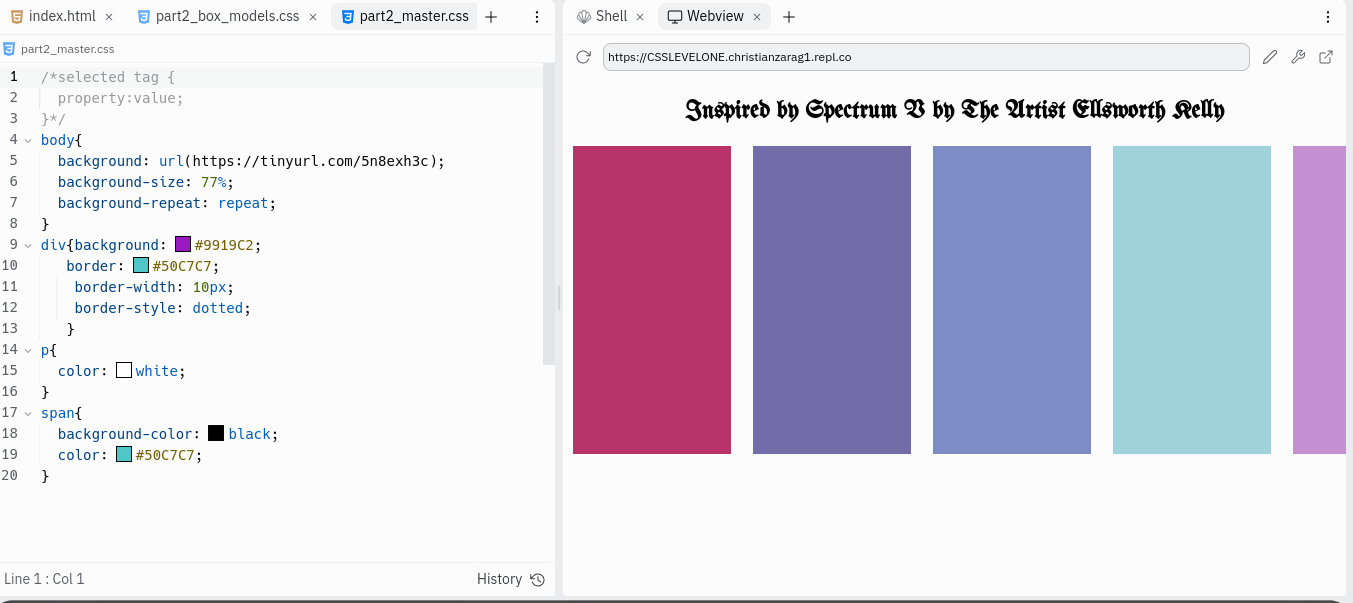 index.html
part2_box_models.css
part2_master.css
part2_master.css
1 /*selected tag {
2 property:value;
3 }*/
4 body{
5 background: url(https://tinyurl.com/5n8exh3c);
6 background-size: 77%;
7 background-repeat: repeat;
8 }
9 div{background: #9919C2;
10 border: #50C7C7;
11 border-width: 10px;
12 border-style: dotted;
13 }
14 p{
15 color: white;
16 }
17 span{
18 background-color: black;
19 color: #50C7C7;
20 }
Line 1 : Col 1
History
Shell
Webview
https://CSSLEVELONE.christianzarag1.repl.co
Inspired by Spectrum V by The Artist Ellsworth Kelly